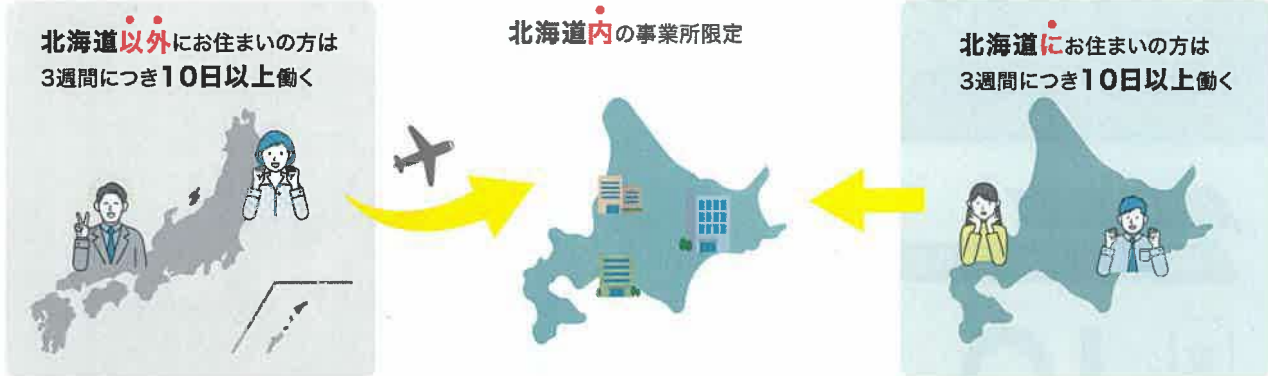 北海道以外にお住まいの方は
3週間につき10日以上働く
北海道内の事業所限定
北海道にお住まいの方は
3週間につき10日以上働く